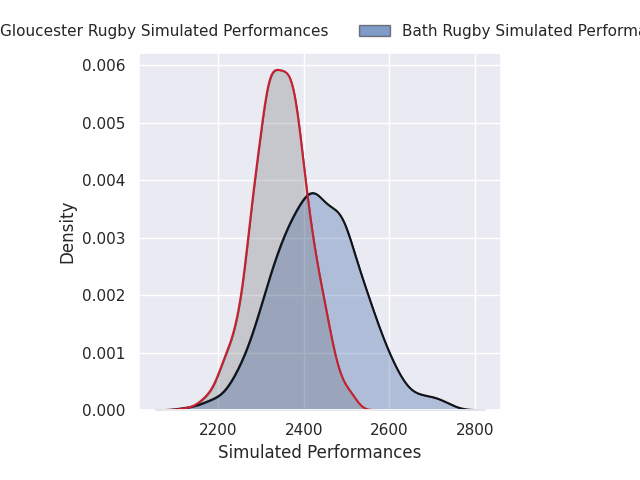 Gloucester Rugby Simulated Performances
Bath Rugby Simulated
0.006
0.005
0.004
0.003
0.002
0.001
0.000
Density
2200 2400 2600 2800
Simulated Performances